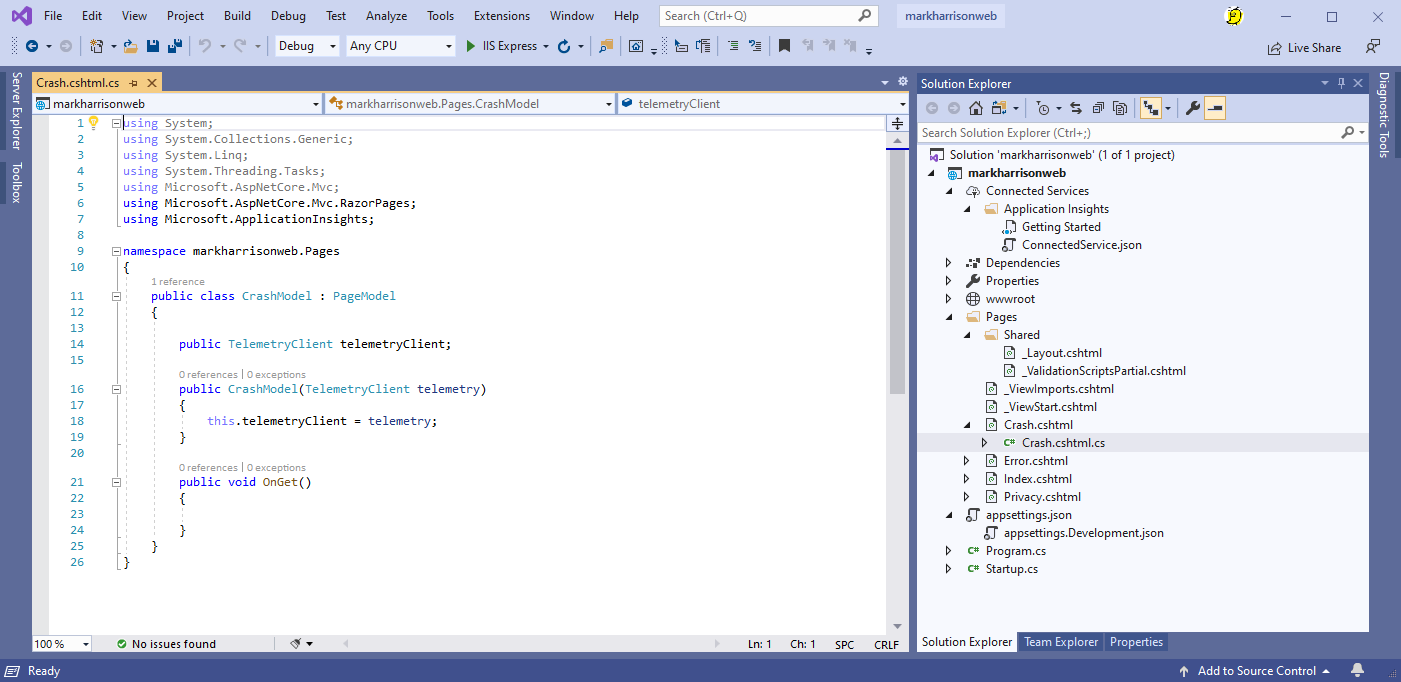 File Edit View Project Build Debug Test Analyze Tools Extensions Window Help Search (Ctrl+Q) markharrisonweb
Debug Any CPU IIS Express Live Share
Server Explorer
Toolbox
Crash.cshtml.cs
markharrisonweb markharrisonweb.Pages.CrashModel telemetryClient
1 using System;
2 using System.Collections.Generic;
3 using System.Linq;
4 using System.Threading.Tasks;
5 using Microsoft.AspNetCore.Mvc;
6 using Microsoft.AspNetCore.Mvc.RazorPages;
7 using Microsoft.ApplicationInsights;
8
9 namespace markharrisonweb.Pages
10 {
1 reference
11 public class CrashModel : PageModel
12 {
13
14 public TelemetryClient telemetryClient;
15
0 references | 0 exceptions
16 public CrashModel(TelemetryClient telemetry)
17 {
18 this.telemetryClient = telemetry;
19 }
20
0 references | 0 exceptions
21 public void OnGet()
22 {
23
24 }
25 }
26 }
100 % No issues found Ln: 1 Ch: 1 SPC CRLF
Solution Explorer
Search Solution Explorer (Ctrl+;)
Solution 'markharrisonweb' (1 of 1 project)
markharrisonweb
Connected Services
Application Insights
Getting Started
ConnectedService.json
Dependencies
Properties
wwwroot
Pages
Shared
_Layout.cshtml
_ValidationScriptsPartial.cshtml
_ViewImports.cshtml
_ViewStart.cshtml
Crash.cshtml
C# Crash.cshtml.cs
Error.cshtml
Index.cshtml
Privacy.cshtml
appsettings.json
appsettings.Development.json
C# Program.cs
C# Startup.cs
Solution Explorer Team Explorer Properties
Diagnostic Tools
Ready Add to Source Control